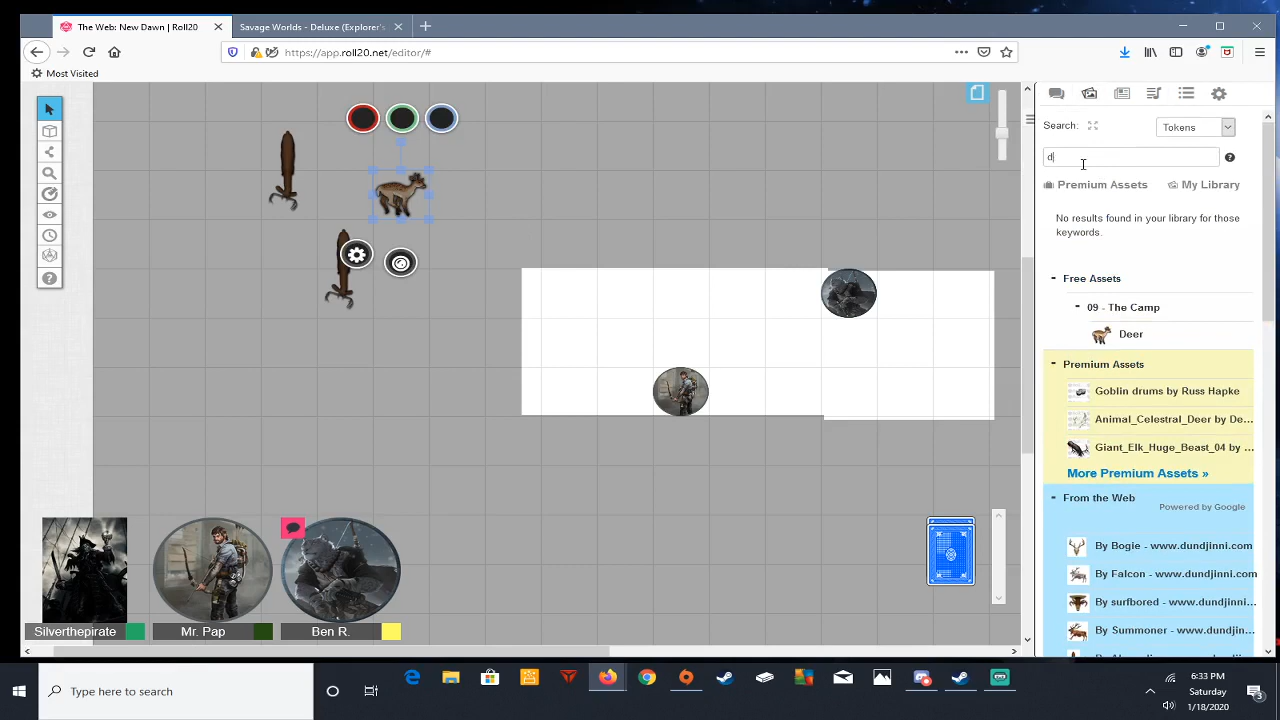 The Web: New Dawn | Roll20
Savage Worlds - Deluxe (Explorer's
https://app.roll20.net/editor/#
Most Visited
Search:
Tokens
d
Premium Assets
My Library
No results found in your library for those
keywords.
Free Assets
09 - The Camp
Deer
Premium Assets
Goblin drums by Russ Hapke
Animal_Celestral_Deer by De...
Giant_Elk_Huge_Beast_04 by ...
More Premium Assets »
From the Web
Powered by Google
By Bogie - www.dundjinni.com
By Falcon - www.dundjinni.com
By surfbored - www.dundjinni...
By Summoner - www.dundjin...
Silverthepirate
Mr. Pap
Ben R.
Type here to search
6:33 PM
Saturday
1/18/2020
3